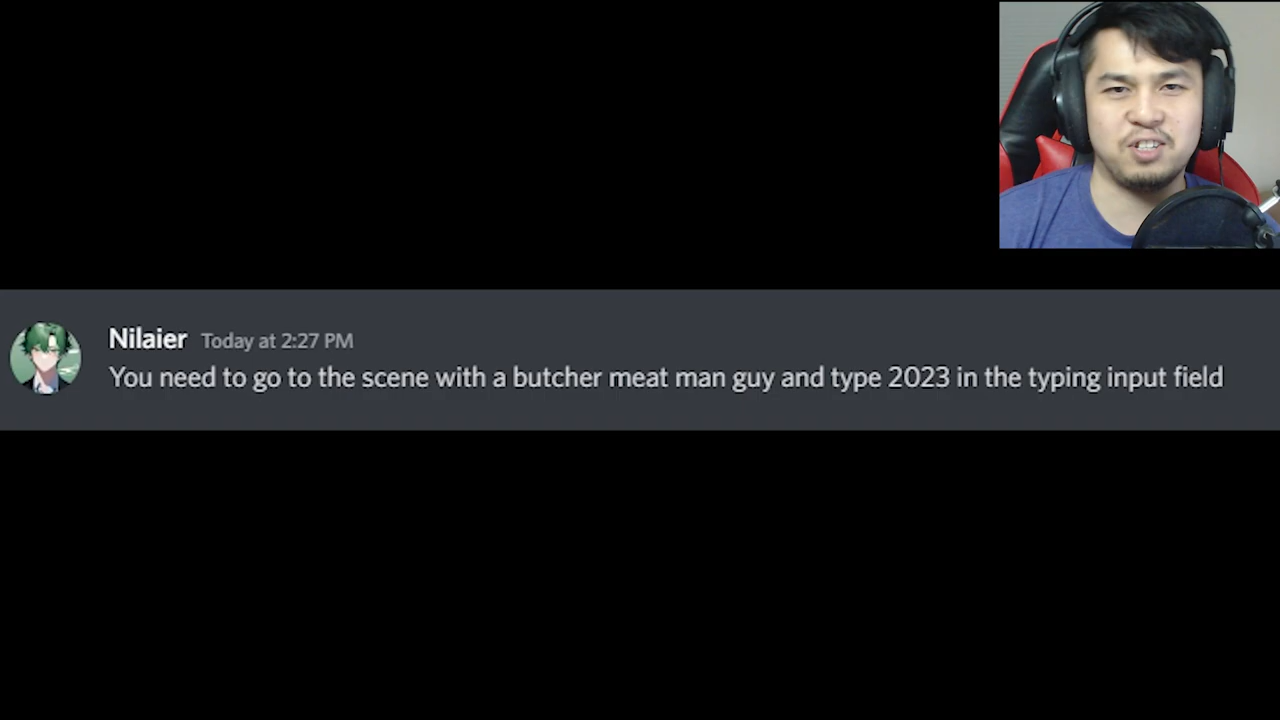 Nilaier Today at 2:27 PM
You need to go to the scene with a butcher meat man guy and type 2023 in the typing input field